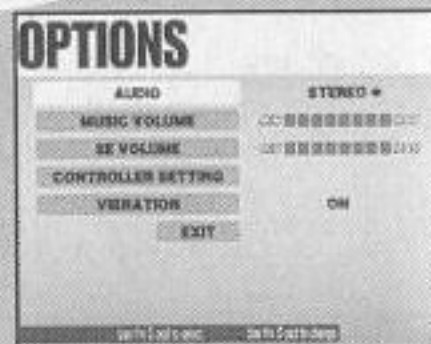 OPTIONS
AUDIO STEREO
MUSIC VOLUME
SE VOLUME
CONTROLLER SETTING
VIBRATION ON
EXIT